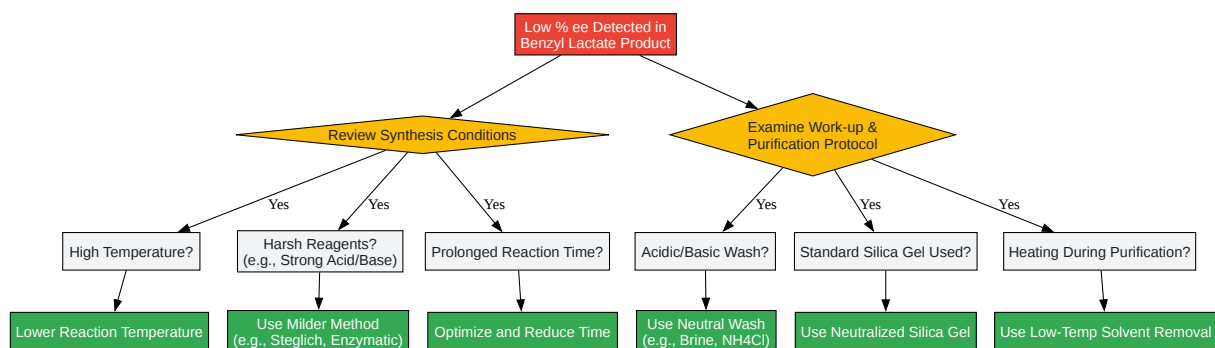 Low % ee Detected in
Benzyl Lactate Product
Review Synthesis Conditions
Examine Work-up &
Purification Protocol
Yes
Yes
Yes
Yes
Yes
Yes
High Temperature?
Harsh Reagents?
(e.g., Strong Acid/Base)
Prolonged Reaction Time?
Acidic/Basic Wash?
Standard Silica Gel Used?
Heating During Purification?
Lower Reaction Temperature
Use Milder Method
(e.g., Steglich, Enzymatic)
Optimize and Reduce Time
Use Neutral Wash
(e.g., Brine, NH4Cl)
Use Neutralized Silica Gel
Use Low-Temp Solvent Removal